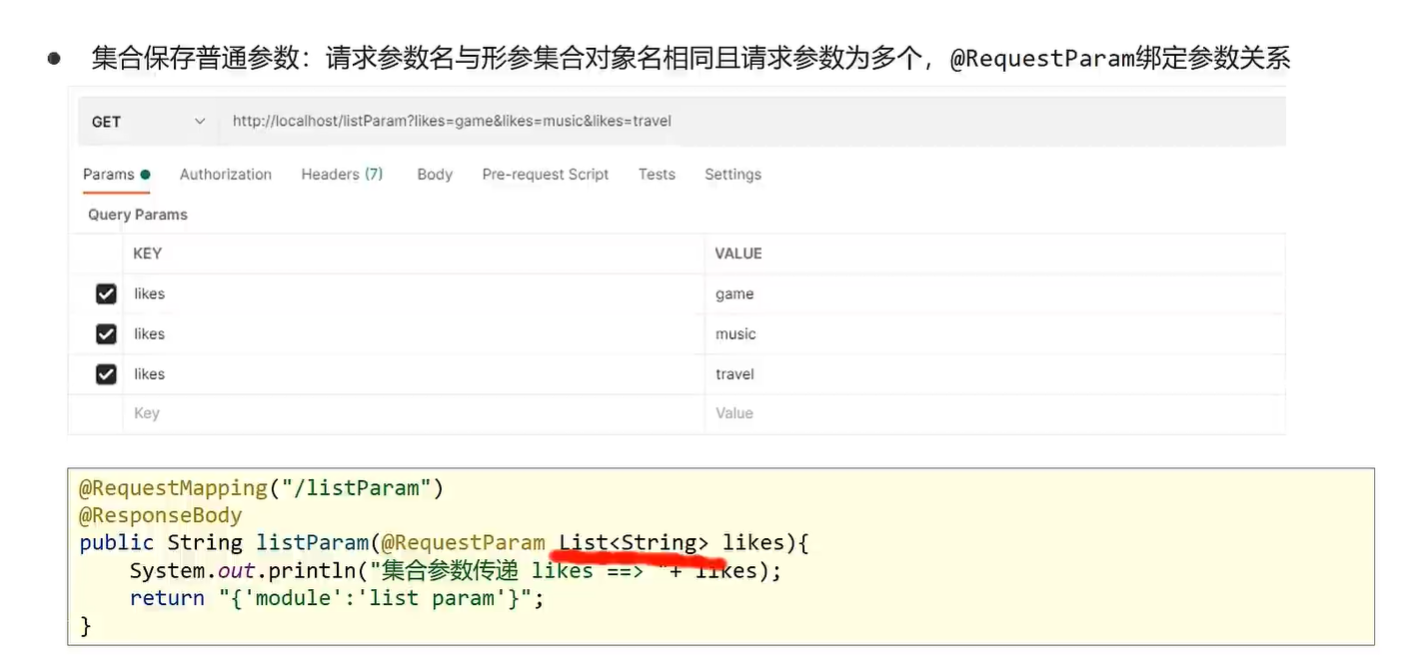 集合保存普通参数：请求参数名与形参集合对象名相同且请求参数为多个，@RequestParam绑定参数关系
GET http://localhost/listParam?likes=game&likes=music&likes=travel
Params Authorization Headers (7) Body Pre-request Script Tests Settings
Query Params
KEY VALUE
likes game
likes music
likes travel
Key Value
@RequestMapping("/listParam")
@ResponseBody
public String listParam(@RequestParam List<String> likes){
System.out.println("集合参数传递 likes ==> "+ likes);
return "{'module':'list param'}";
}